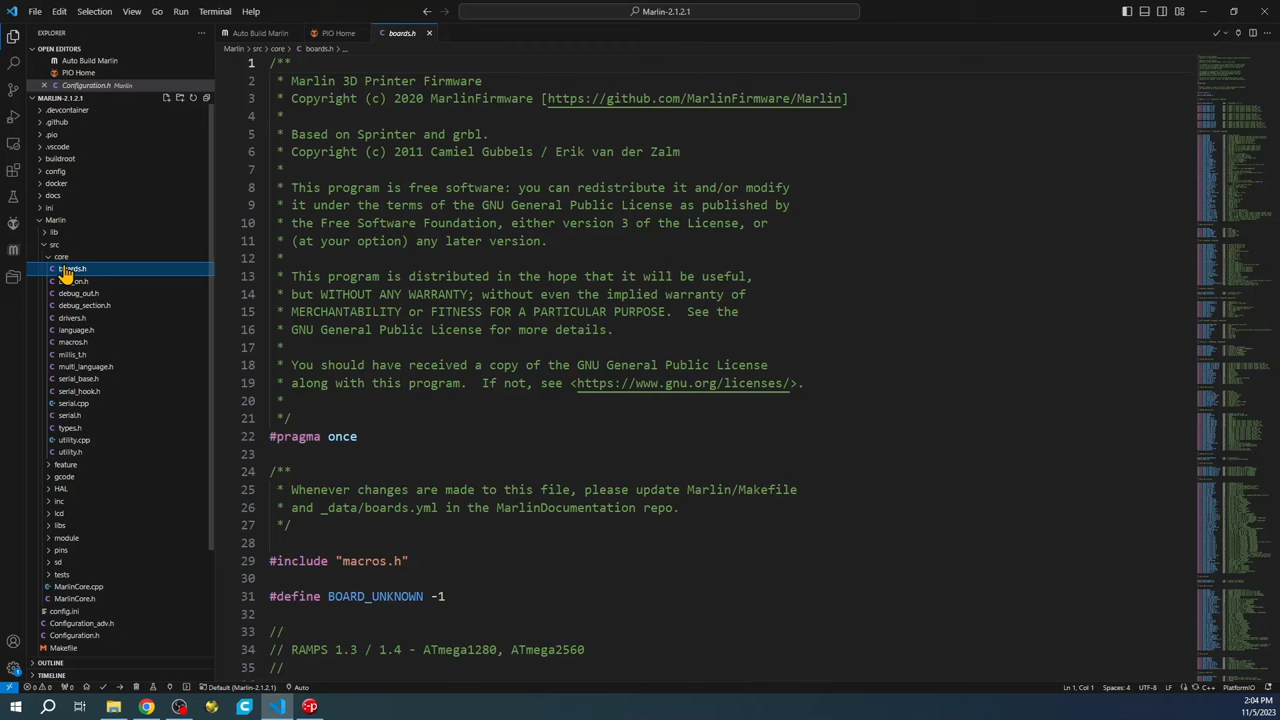 File Edit Selection View Go Run Terminal Help
Marlin-2.1.2.1
EXPLORER
OPEN EDITORS
Auto Build Marlin
PIO Home
Configuration.h Marlin
MARLIN-2.1.2.1
.devcontainer
.github
.pio
.vscode
buildroot
config
docker
docs
ini
Marlin
lib
src
core
boards.h
debug_out.h
debug_section.h
drivers.h
language.h
macros.h
millis_t.h
multi_language.h
serial_base.h
serial_hook.h
serial.cpp
serial.h
types.h
utility.cpp
utility.h
feature
gcode
HAL
inc
lcd
libs
module
pins
sd
tests
MarlinCore.cpp
MarlinCore.h
config.ini
Configuration_adv.h
Configuration.h
Makefile
OUTLINE
TIMELINE
Auto Build Marlin PIO Home boards.h
Marlin > src > core > boards.h > ...
1 /**
2 * Marlin 3D Printer Firmware
3 * Copyright (c) 2020 MarlinFirmware [https://github.com/MarlinFirmware/Marlin]
4 *
5 * Based on Sprinter and grbl.
6 * Copyright (c) 2011 Camiel Gubbels / Erik van der Zalm
7 *
8 * This program is free software: you can redistribute it and/or modify
9 * it under the terms of the GNU General Public License as published by
10 * the Free Software Foundation, either version 3 of the License, or
11 * (at your option) any later version.
12 *
13 * This program is distributed in the hope that it will be useful,
14 * but WITHOUT ANY WARRANTY; without even the implied warranty of
15 * MERCHANTABILITY or FITNESS FOR A PARTICULAR PURPOSE. See the
16 * GNU General Public License for more details.
17 *
18 * You should have received a copy of the GNU General Public License
19 * along with this program. If not, see <https://www.gnu.org/licenses/>.
20 *
21 */
22 #pragma once
23
24 /**
25 * Whenever changes are made to this file, please update Marlin/Makefile
26 * and _data/boards.yml in the MarlinDocumentation repo.
27 */
28
29 #include "macros.h"
30
31 #define BOARD_UNKNOWN -1
32
33 //
34 // RAMPS 1.3 / 1.4 - ATmega1280, ATmega2560
35 //
0 0 0 Default (Marlin-2.1.2.1) Auto Ln 1, Col 1 Spaces: 4 UTF-8 LF C++ PlatformIO
2:04 PM
11/5/2023